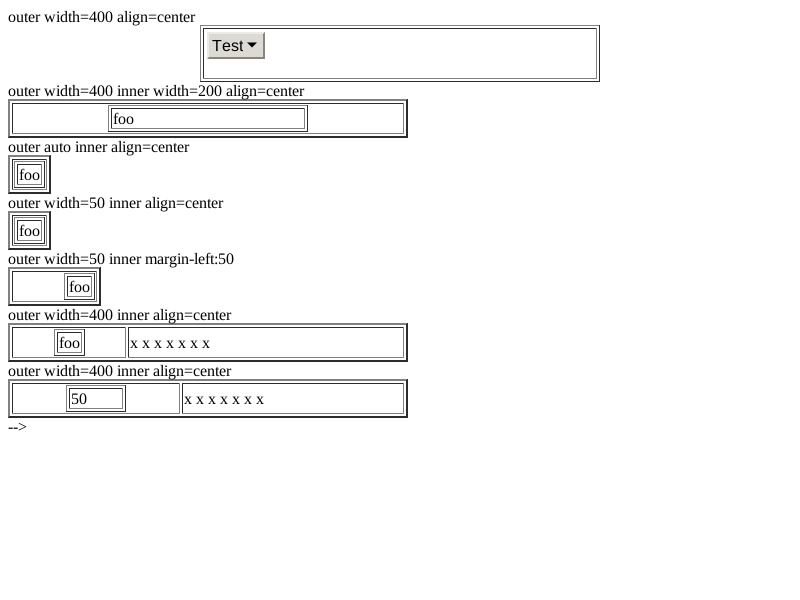 outer width=400 align=center
Test
outer width=400 inner width=200 align=center
foo
outer auto inner align=center
foo
outer width=50 inner align=center
foo
outer width=50 inner margin-left:50
foo
outer width=400 inner align=center
foo x x x x x x x
outer width=400 inner align=center
50 x x x x x x x
-->